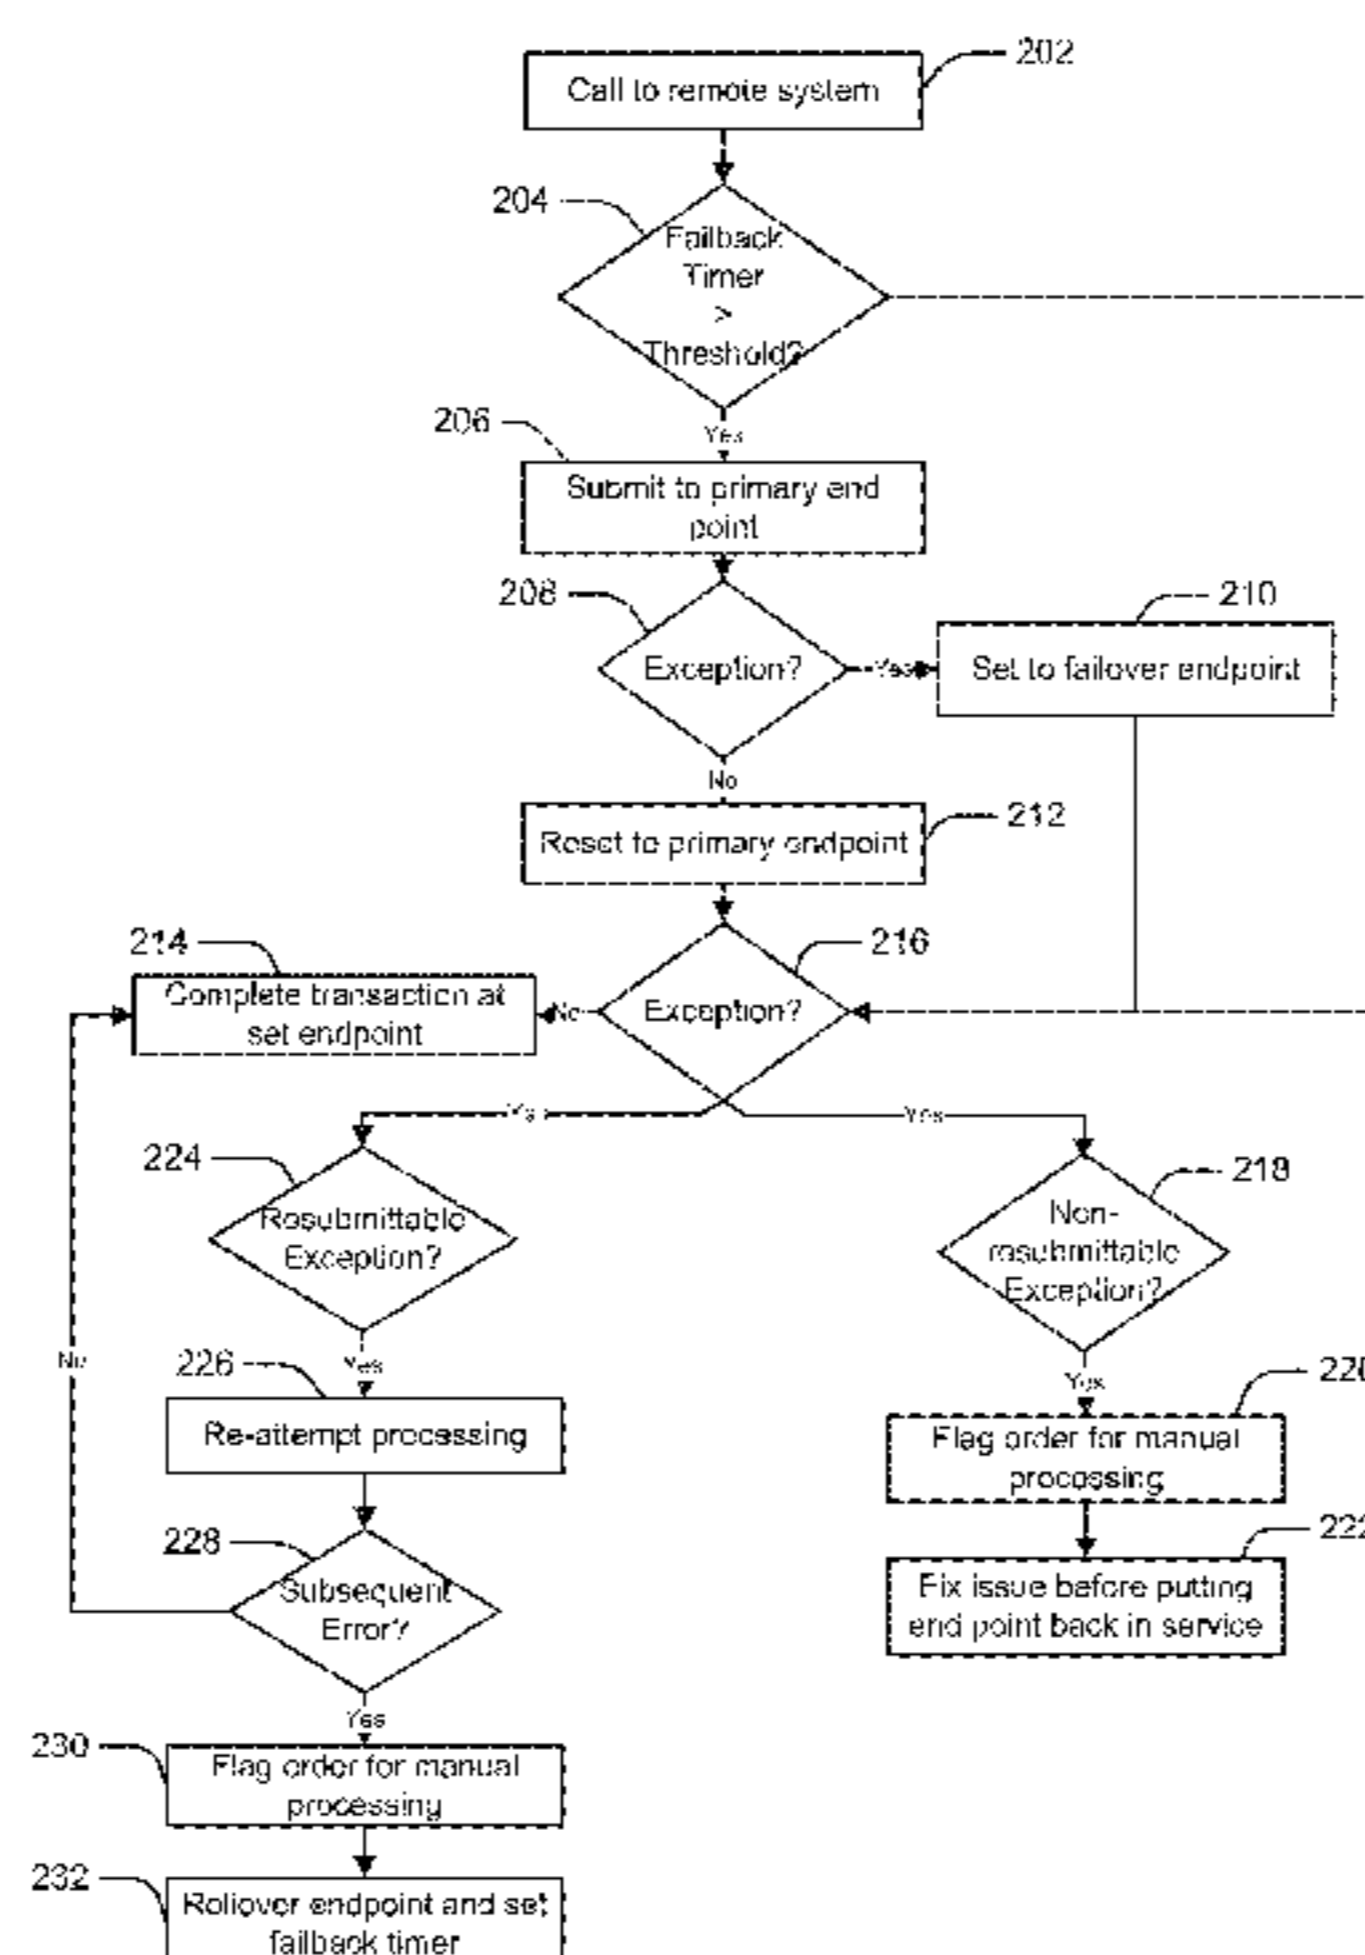 202
Call to remote system
204
Failback
Timer
>
Threshold?
Yes
206
Submit to primary end
point
208
Exception?
Yes
210
Set to failover endpoint
No
212
Reset to primary endpoint
214
Complete transaction at
set endpoint
No
216
Exception?
Yes
Yes
224
Resubmittable
Exception?
218
Non-
resubmittable
Exception?
No
226
Yes
Re-attempt processing
Yes
220
Flag order for manual
processing
228
Subsequent
Error?
222
Fix issue before putting
end point back in service
Yes
230
Flag order for manual
processing
232
Rollover endpoint and set
failback timer